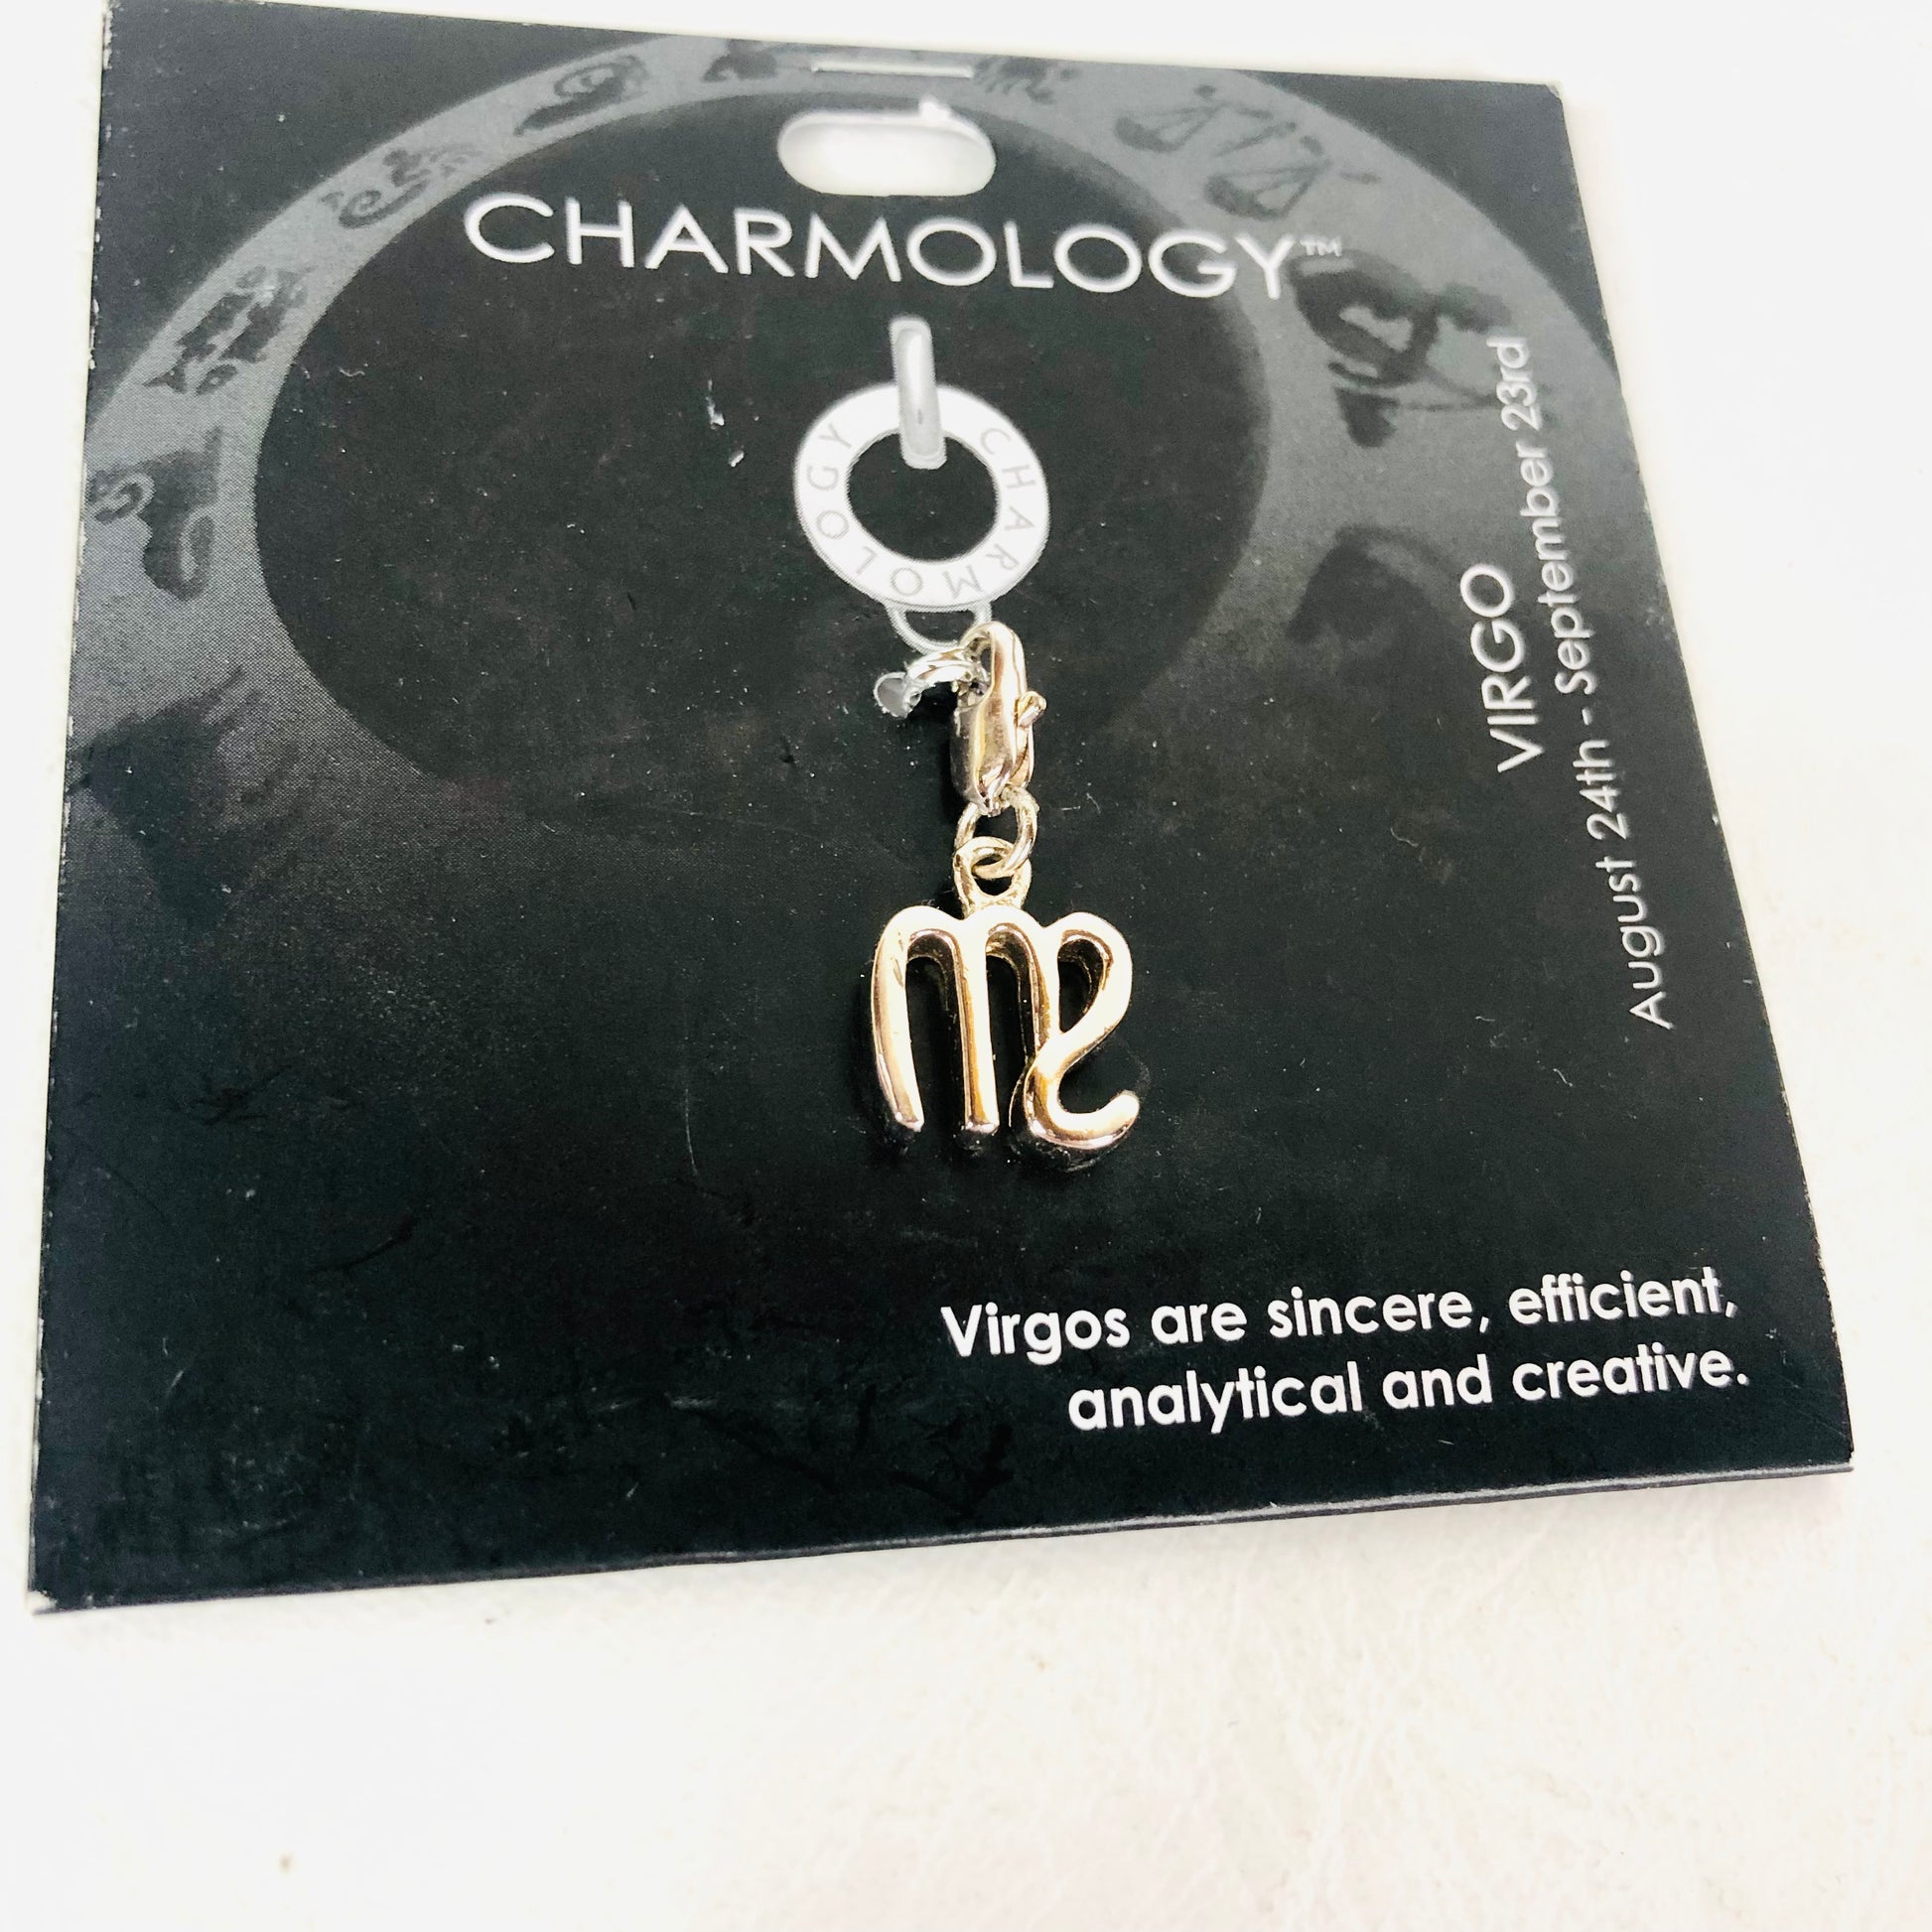 CHARMOLOGY™
CHARMOLOGY
VIRGO
August 24th - September 23rd
Virgos are sincere, efficient,
analytical and creative.